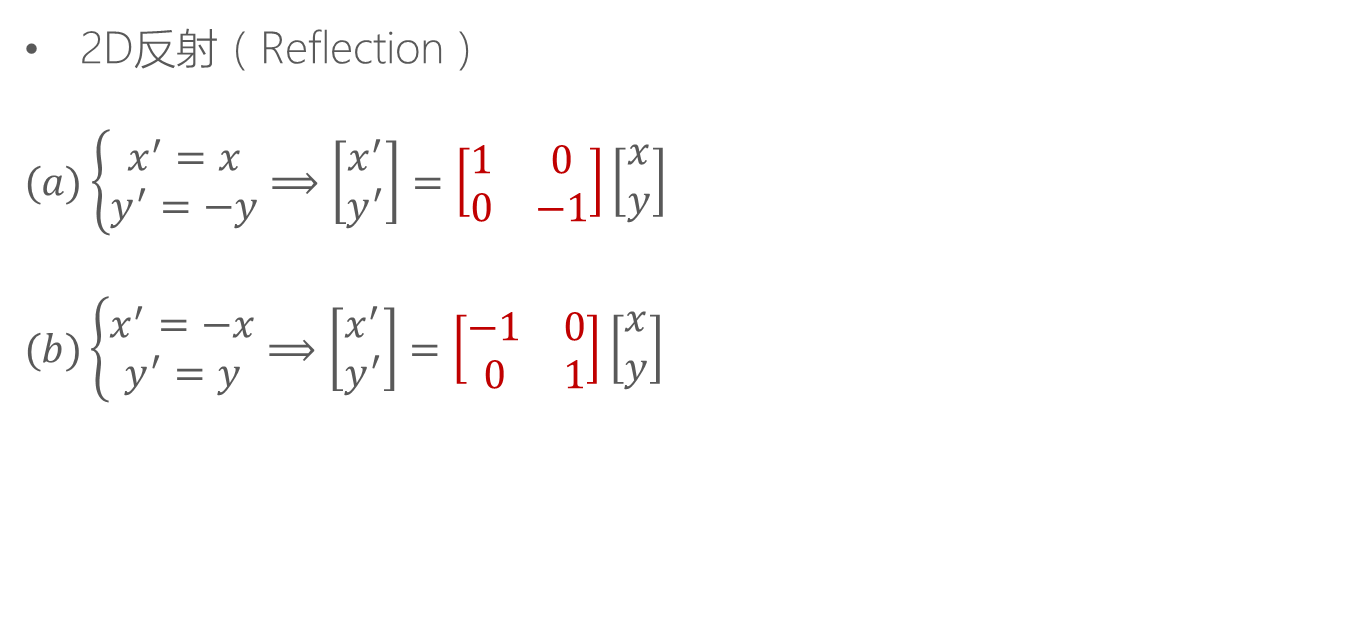 • 2D反射（Reflection）
(a) { x′ = x, y′ = −y ⟹ [x′; y′] = [1 0; 0 −1] [x; y]
(b) { x′ = −x, y′ = y ⟹ [x′; y′] = [−1 0; 0 1] [x; y]